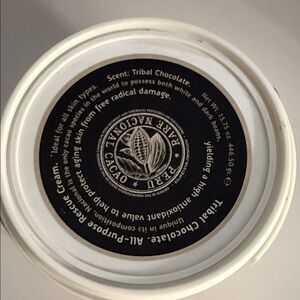 Tribal Chocolate. All-Purpose Rescue Cream. Ideal for all skin types. Scent: Tribal Chocolate. Net Wt 15.75 oz. 446.50 g. ℮
Unique in its composition, Nacional is the only cacao species in the world to possess both white and dark beans,
yielding a high antioxidant value to help protect aging skin from free radical damage.
PERU
RARE NACIONAL CACAO